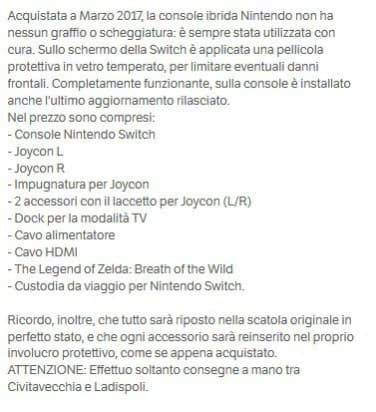 Acquistata a Marzo 2017, la console ibrida Nintendo non ha
nessun graffio o scheggiatura: è sempre stata utilizzata con
cura. Sullo schermo della Switch è applicata una pellicola
protettiva in vetro temperato, per limitare eventuali danni
frontali. Completamente funzionante, sulla console è installato
anche l'ultimo aggiornamento rilasciato.
Nel prezzo sono compresi:
- Console Nintendo Switch
- Joycon L
- Joycon R
- Impugnatura per Joycon
- 2 accessori con il laccetto per Joycon (L/R)
- Dock per la modalità TV
- Cavo alimentatore
- Cavo HDMI
- The Legend of Zelda: Breath of the Wild
- Custodia da viaggio per Nintendo Switch.
Ricordo, inoltre, che tutto sarà riposto nella scatola originale in
perfetto stato, e che ogni accessorio sarà reinserito nel proprio
involucro protettivo, come se appena acquistato.
ATTENZIONE: Effettuo soltanto consegne a mano tra
Civitavecchia e Ladispoli.